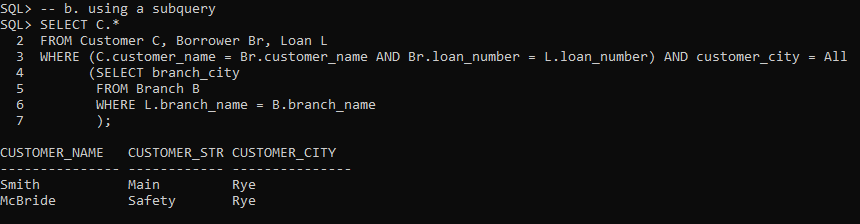 SQL> -- b. using a subquery
SQL> SELECT C.*
  2  FROM Customer C, Borrower Br, Loan L
  3  WHERE (C.customer_name = Br.customer_name AND Br.loan_number = L.loan_number) AND customer_city = All
  4        (SELECT branch_city
  5         FROM Branch B
  6         WHERE L.branch_name = B.branch_name
  7         );
CUSTOMER_NAME   CUSTOMER_STR CUSTOMER_CITY
--------------- ------------ ---------------
Smith           Main         Rye
McBride         Safety       Rye